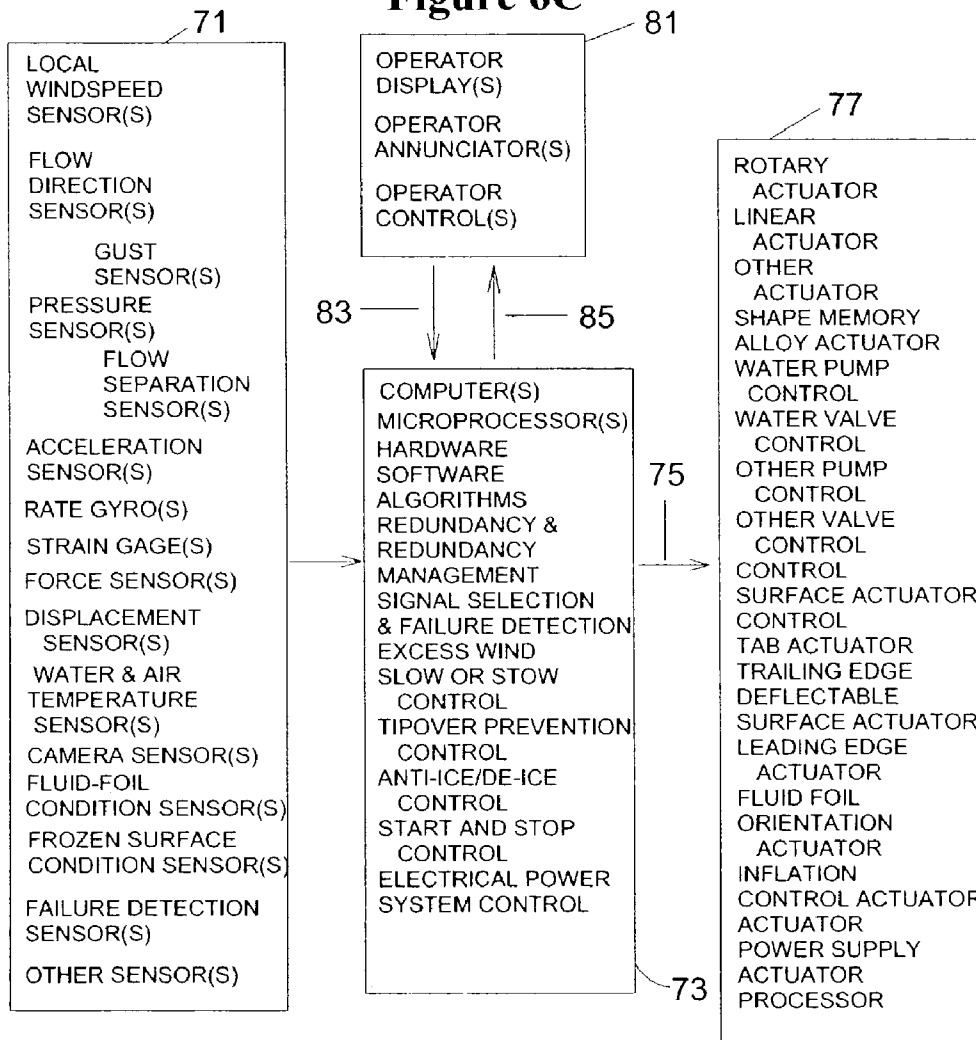 Figure 6C
71
LOCAL
WINDSPEED
SENSOR(S)
FLOW
DIRECTION
SENSOR(S)
GUST
SENSOR(S)
PRESSURE
SENSOR(S)
FLOW
SEPARATION
SENSOR(S)
ACCELERATION
SENSOR(S)
RATE GYRO(S)
STRAIN GAGE(S)
FORCE SENSOR(S)
DISPLACEMENT
SENSOR(S)
WATER & AIR
TEMPERATURE
SENSOR(S)
CAMERA SENSOR(S)
FLUID-FOIL
CONDITION SENSOR(S)
FROZEN SURFACE
CONDITION SENSOR(S)
FAILURE DETECTION
SENSOR(S)
OTHER SENSOR(S)
81
OPERATOR
DISPLAY(S)
OPERATOR
ANNUNCIATOR(S)
OPERATOR
CONTROL(S)
83
85
COMPUTER(S)
MICROPROCESSOR(S)
HARDWARE
SOFTWARE
ALGORITHMS
REDUNDANCY &
REDUNDANCY
MANAGEMENT
SIGNAL SELECTION
& FAILURE DETECTION
EXCESS WIND
SLOW OR STOW
CONTROL
TIPOVER PREVENTION
CONTROL
ANTI-ICE/DE-ICE
CONTROL
START AND STOP
CONTROL
ELECTRICAL POWER
SYSTEM CONTROL
73
75
77
ROTARY
ACTUATOR
LINEAR
ACTUATOR
OTHER
ACTUATOR
SHAPE MEMORY
ALLOY ACTUATOR
WATER PUMP
CONTROL
WATER VALVE
CONTROL
OTHER PUMP
CONTROL
OTHER VALVE
CONTROL
CONTROL
SURFACE ACTUATOR
CONTROL
TAB ACTUATOR
TRAILING EDGE
DEFLECTABLE
SURFACE ACTUATOR
LEADING EDGE
ACTUATOR
FLUID FOIL
ORIENTATION
ACTUATOR
INFLATION
CONTROL ACTUATOR
ACTUATOR
POWER SUPPLY
ACTUATOR
PROCESSOR